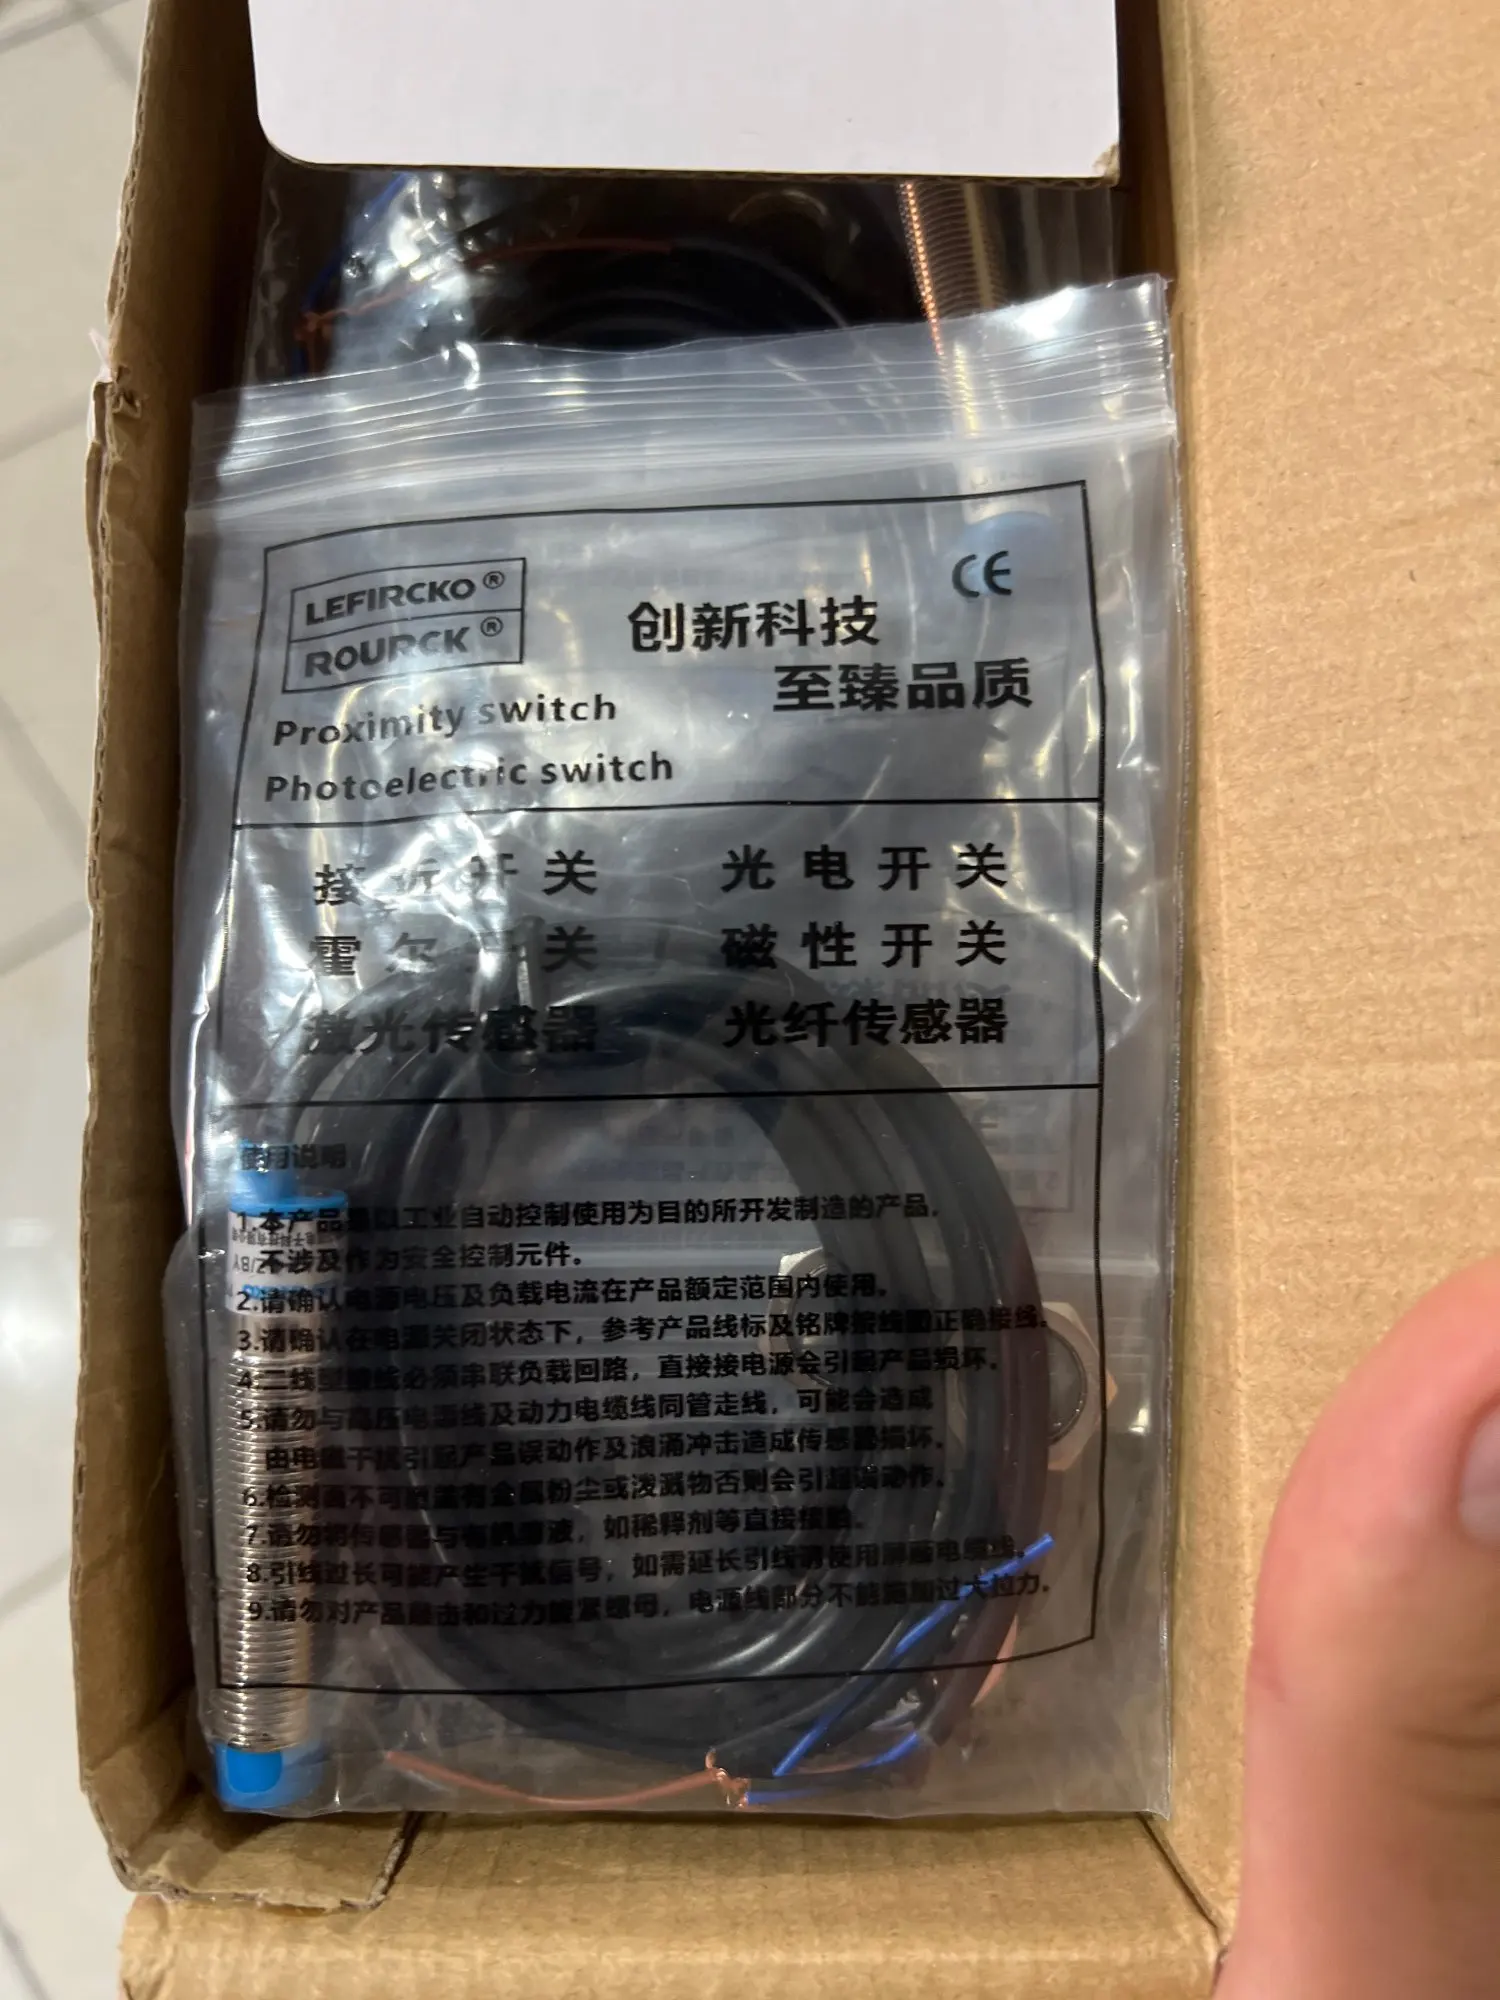 LEFIRCKO®
ROURCK®
创新科技
至臻品质
CE
Proximity switch
Photoelectric switch
接近开关 光电开关
霍尔开关 磁性开关
激光传感器 光纤传感器
使用说明
1.本产品是以工业自动控制使用为目的所开发制造的产品,
不涉及作为安全控制元件。
2.请确认电源电压及负载电流在产品额定范围内使用。
3.请确认在电源关闭状态下，参考产品线标及铭牌接线图正确接线。
4.二线型接线必须串联负载回路，直接接电源会引起产品损坏。
5.请勿与高压电源线及动力电缆线同管走线，可能会造成
由电磁干扰引起产品误动作及浪涌冲击造成传感器损坏。
6.检测面不可附着有金属粉尘或泼溅物否则会引起误动作。
7.请勿将传感器与有机溶液，如稀释剂等直接接触。
8.引线过长可能产生干扰信号，如需延长引线请使用屏蔽电缆线。
9.请勿对产品敲击和过力旋紧螺母，电源线部分不能施加过大拉力。